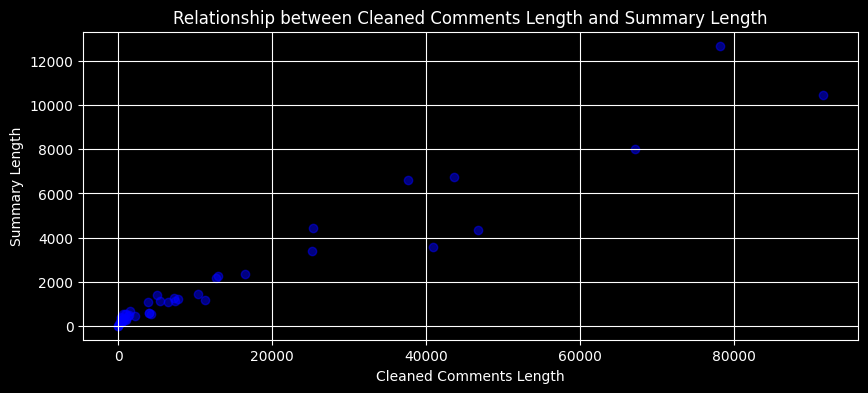 Relationship between Cleaned Comments Length and Summary Length
12000
10000
8000
6000
4000
2000
0
Summary Length
0 20000 40000 60000 80000
Cleaned Comments Length